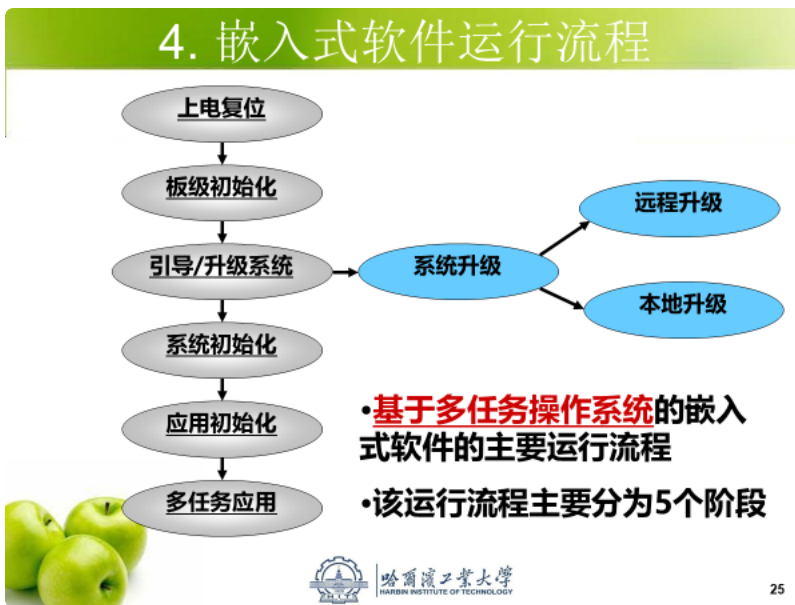 4. 嵌入式软件运行流程
上电复位
板级初始化
引导/升级系统
系统升级
远程升级
本地升级
系统初始化
应用初始化
多任务应用
•基于多任务操作系统的嵌入
式软件的主要运行流程
•该运行流程主要分为5个阶段
哈爾濱工業大學
HARBIN INSTITUTE OF TECHNOLOGY
25